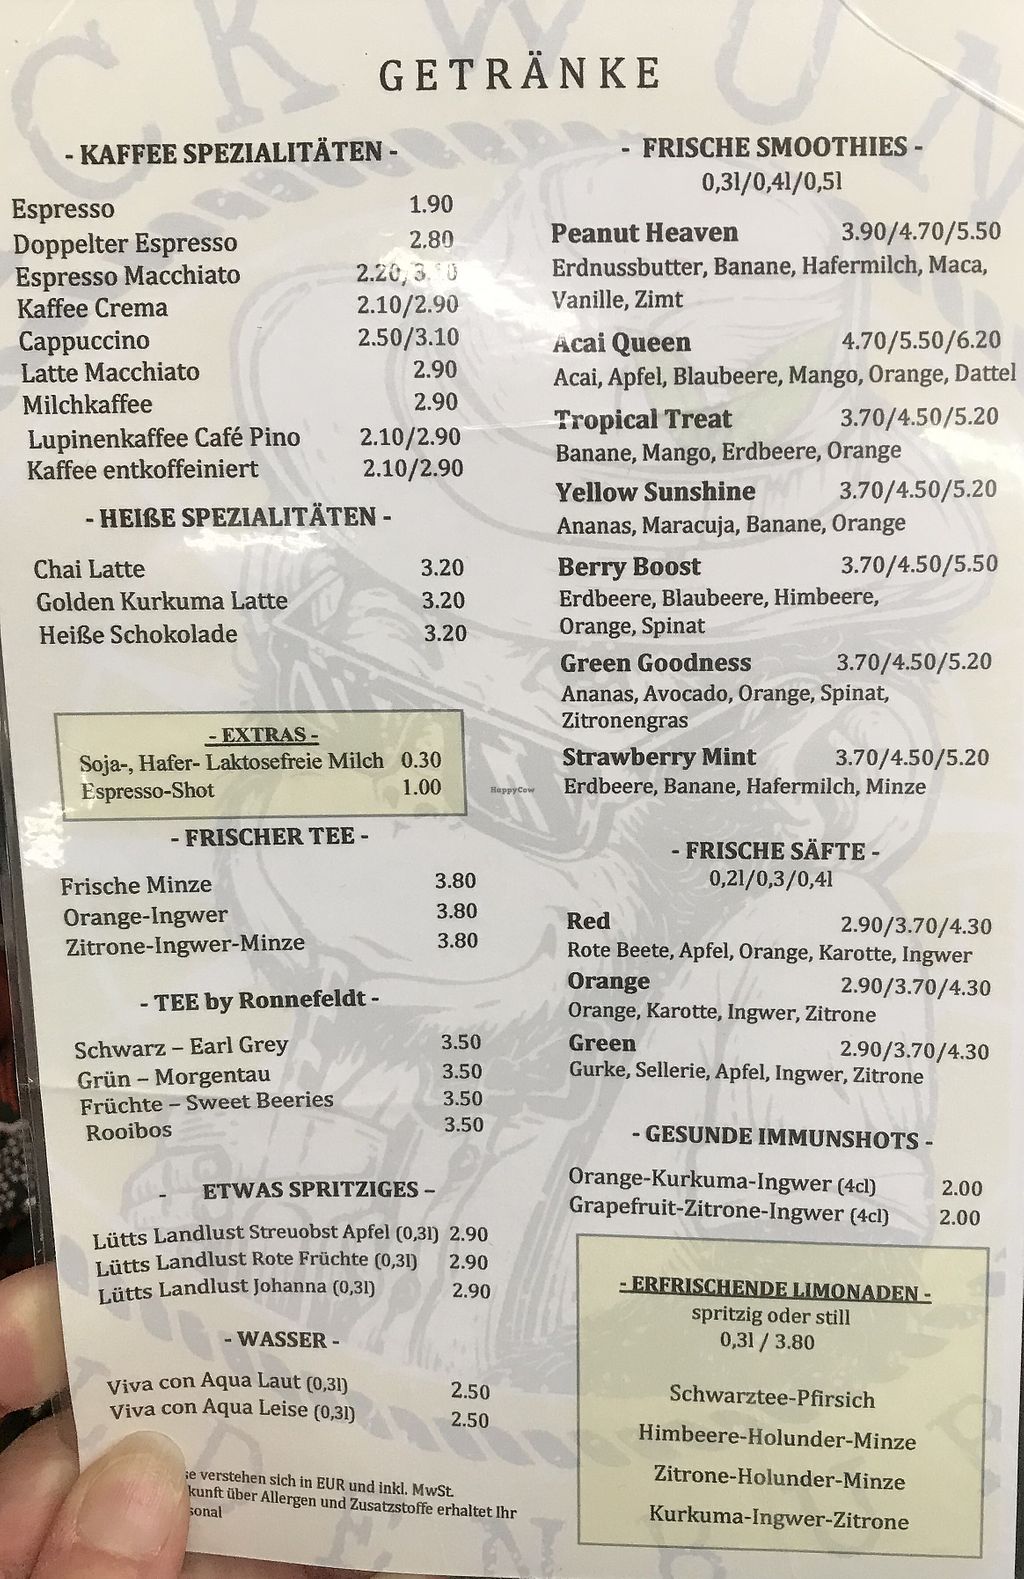 GETRÄNKE
- KAFFEE SPEZIALITÄTEN -
Espresso 1.90
Doppelter Espresso 2.80
Espresso Macchiato 2.20/3.10
Kaffee Crema 2.10/2.90
Cappuccino 2.50/3.10
Latte Macchiato 2.90
Milchkaffee 2.90
Lupinenkaffee Café Pino 2.10/2.90
Kaffee entkoffeiniert 2.10/2.90
- HEIßE SPEZIALITÄTEN -
Chai Latte 3.20
Golden Kurkuma Latte 3.20
Heiße Schokolade 3.20
- EXTRAS -
Soja-, Hafer- Laktosefreie Milch 0.30
Espresso-Shot 1.00
- FRISCHER TEE -
Frische Minze 3.80
Orange-Ingwer 3.80
Zitrone-Ingwer-Minze 3.80
- TEE by Ronnefeldt -
Schwarz – Earl Grey 3.50
Grün – Morgentau 3.50
Früchte – Sweet Beeries 3.50
Rooibos 3.50
- ETWAS SPRITZIGES –
Lütts Landlust Streuobst Apfel (0,3l) 2.90
Lütts Landlust Rote Früchte (0,3l) 2.90
Lütts Landlust Johanna (0,3l) 2.90
- WASSER -
Viva con Aqua Laut (0,3l) 2.50
Viva con Aqua Leise (0,3l) 2.50
verstehen sich in EUR und inkl. MwSt.
über Allergen und Zusatzstoffe erhaltet Ihr
- FRISCHE SMOOTHIES -
0,3l/0,4l/0,5l
Peanut Heaven 3.90/4.70/5.50
Erdnussbutter, Banane, Hafermilch, Maca,
Vanille, Zimt
Acai Queen 4.70/5.50/6.20
Acai, Apfel, Blaubeere, Mango, Orange, Dattel
Tropical Treat 3.70/4.50/5.20
Banane, Mango, Erdbeere, Orange
Yellow Sunshine 3.70/4.50/5.20
Ananas, Maracuja, Banane, Orange
Berry Boost 3.70/4.50/5.50
Erdbeere, Blaubeere, Himbeere,
Orange, Spinat
Green Goodness 3.70/4.50/5.20
Ananas, Avocado, Orange, Spinat,
Zitronengras
Strawberry Mint 3.70/4.50/5.20
Erdbeere, Banane, Hafermilch, Minze
HappyCow
- FRISCHE SÄFTE -
0,2l/0,3/0,4l
Red 2.90/3.70/4.30
Rote Beete, Apfel, Orange, Karotte, Ingwer
Orange 2.90/3.70/4.30
Orange, Karotte, Ingwer, Zitrone
Green 2.90/3.70/4.30
Gurke, Sellerie, Apfel, Ingwer, Zitrone
- GESUNDE IMMUNSHOTS -
Orange-Kurkuma-Ingwer (4cl) 2.00
Grapefruit-Zitrone-Ingwer (4cl) 2.00
- ERFRISCHENDE LIMONADEN -
spritzig oder still
0,3l / 3.80
Schwarztee-Pfirsich
Himbeere-Holunder-Minze
Zitrone-Holunder-Minze
Kurkuma-Ingwer-Zitrone